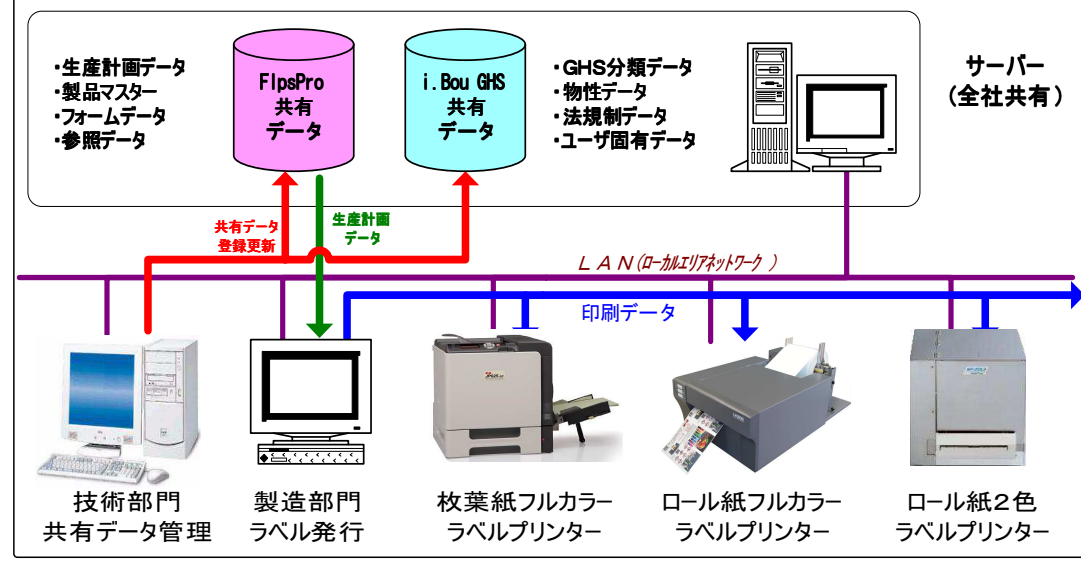 ・生産計画データ
・製品マスター
・フォームデータ
・参照データ
FlpsPro
共有
データ
i.Bou GHS
共有
データ
・GHS分類データ
・物性データ
・法規制データ
・ユーザ固有データ
サーバー
(全社共有)
共有データ
登録更新
生産計画
データ
LAN(ローカルエリアネットワーク)
印刷データ
技術部門
共有データ管理
製造部門
ラベル発行
枚葉紙フルカラー
ラベルプリンター
ロール紙フルカラー
ラベルプリンター
ロール紙2色
ラベルプリンター